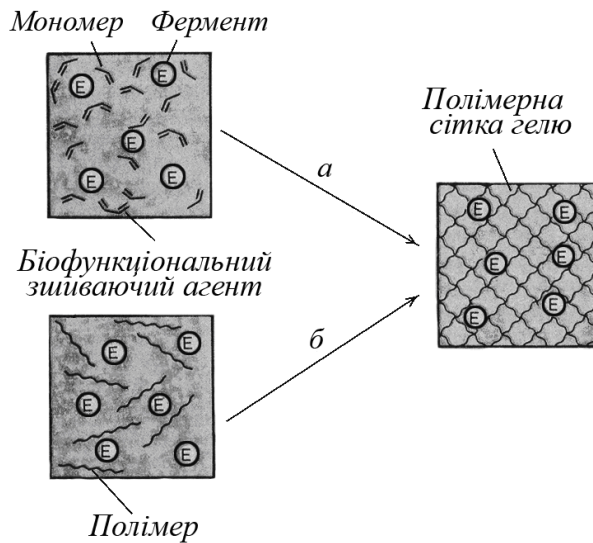 Мономер
Фермент
E
E
E
E
E
Біофункціональний
зшиваючий агент
а
Полімерна
сітка гелю
E
E
E
E
E
E
б
E
E
E
E
E
E
Полімер